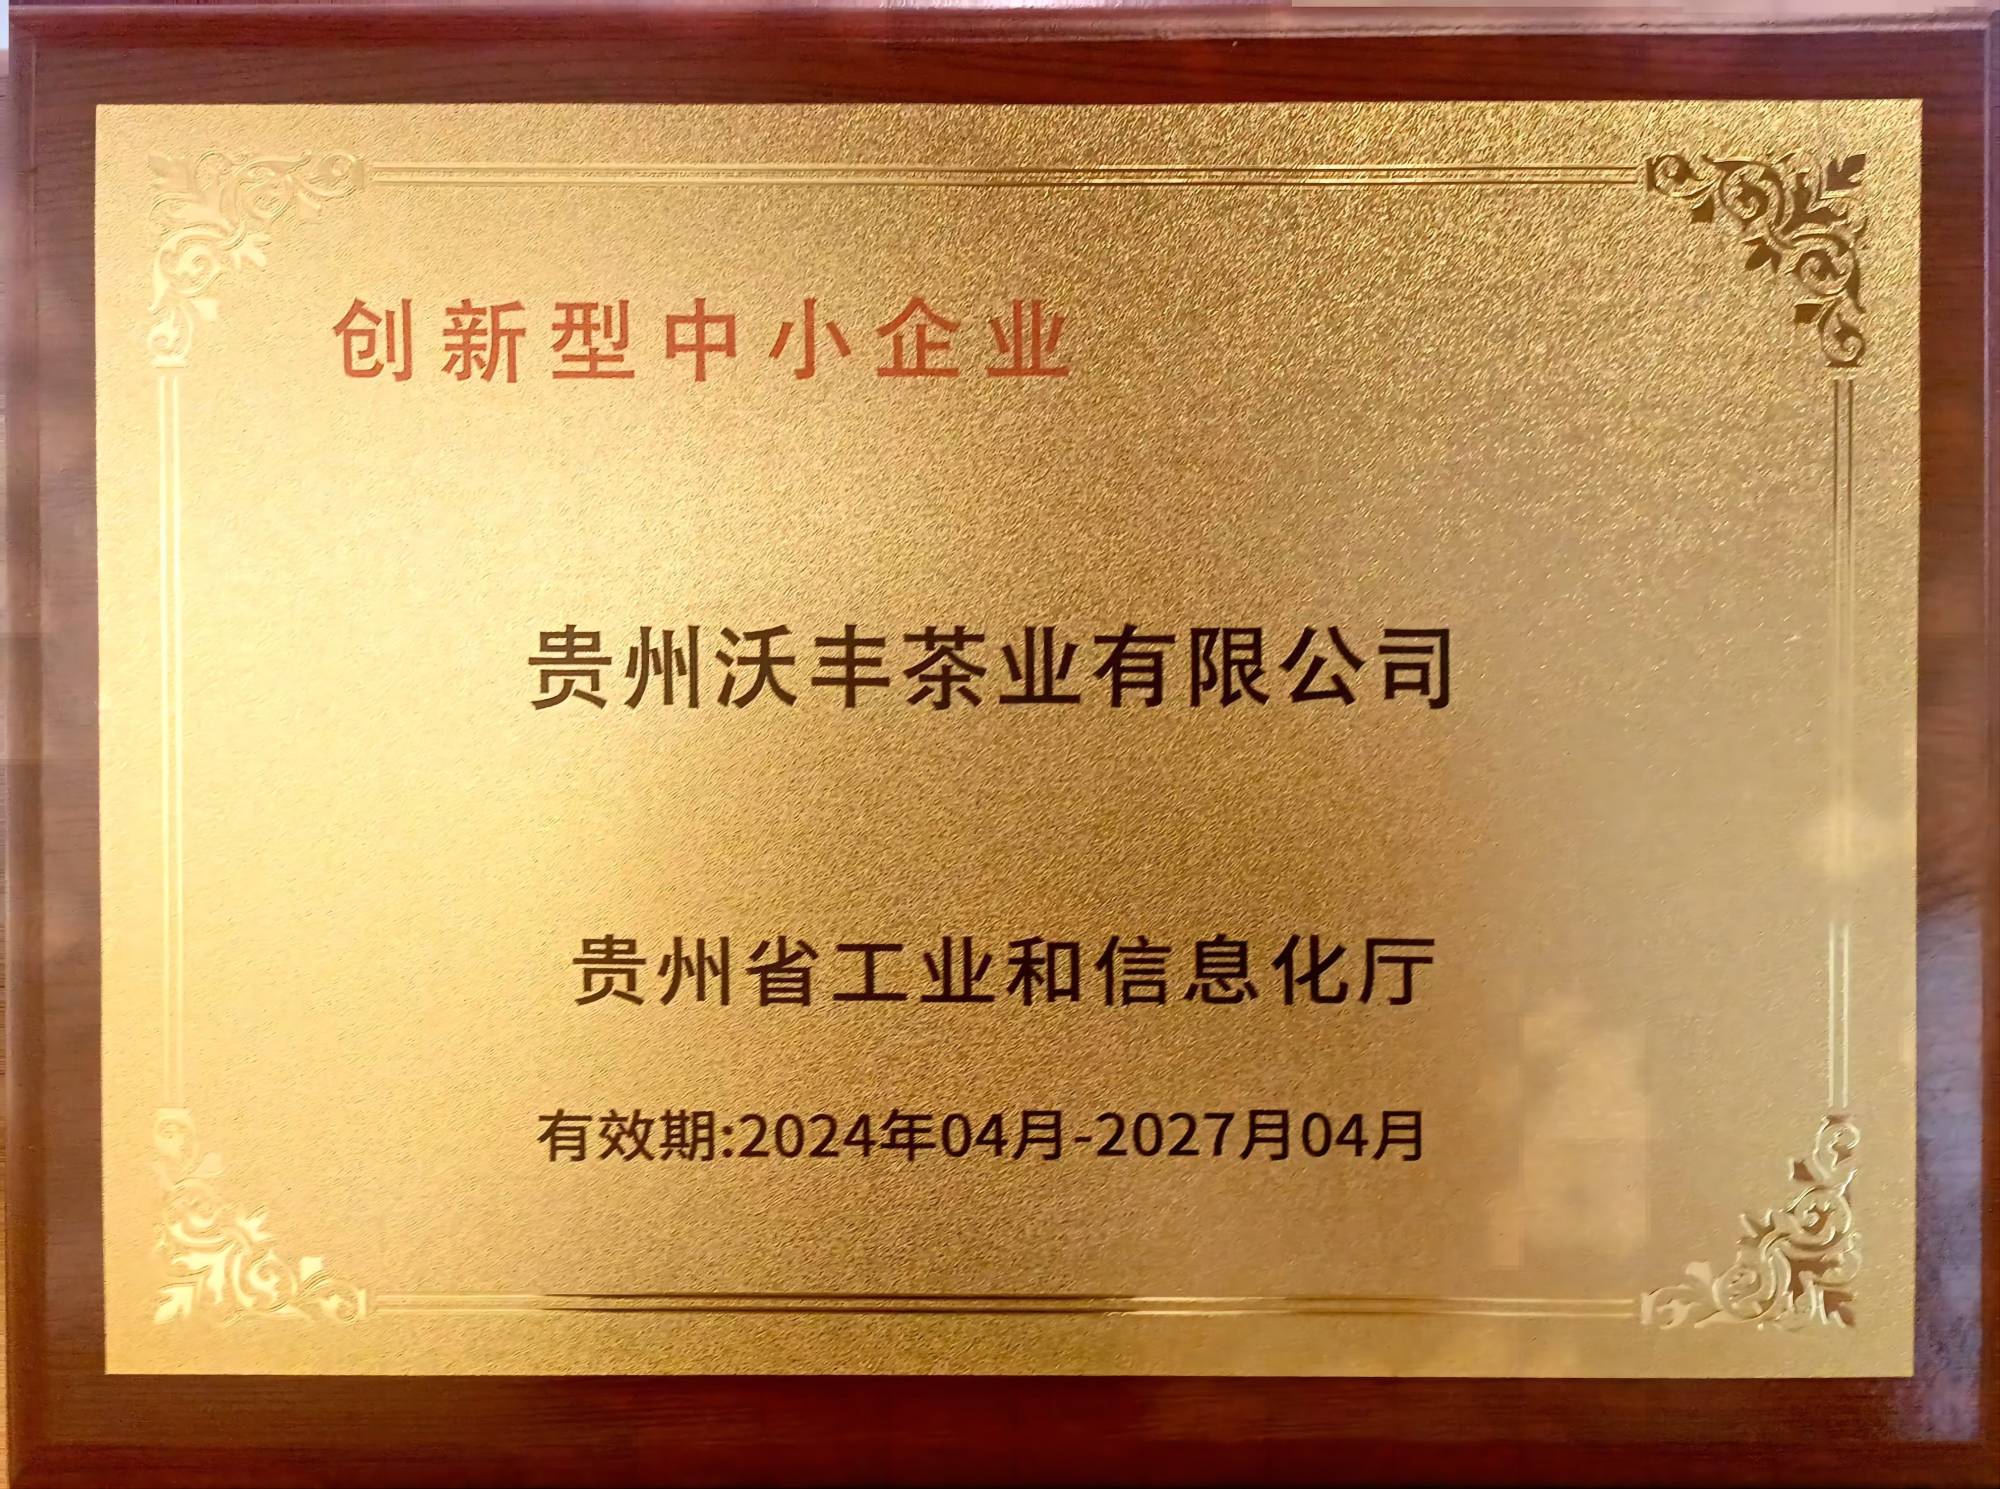 创新型中小企业
贵州沃丰茶业有限公司
贵州省工业和信息化厅
有效期:2024年04月-2027月04月